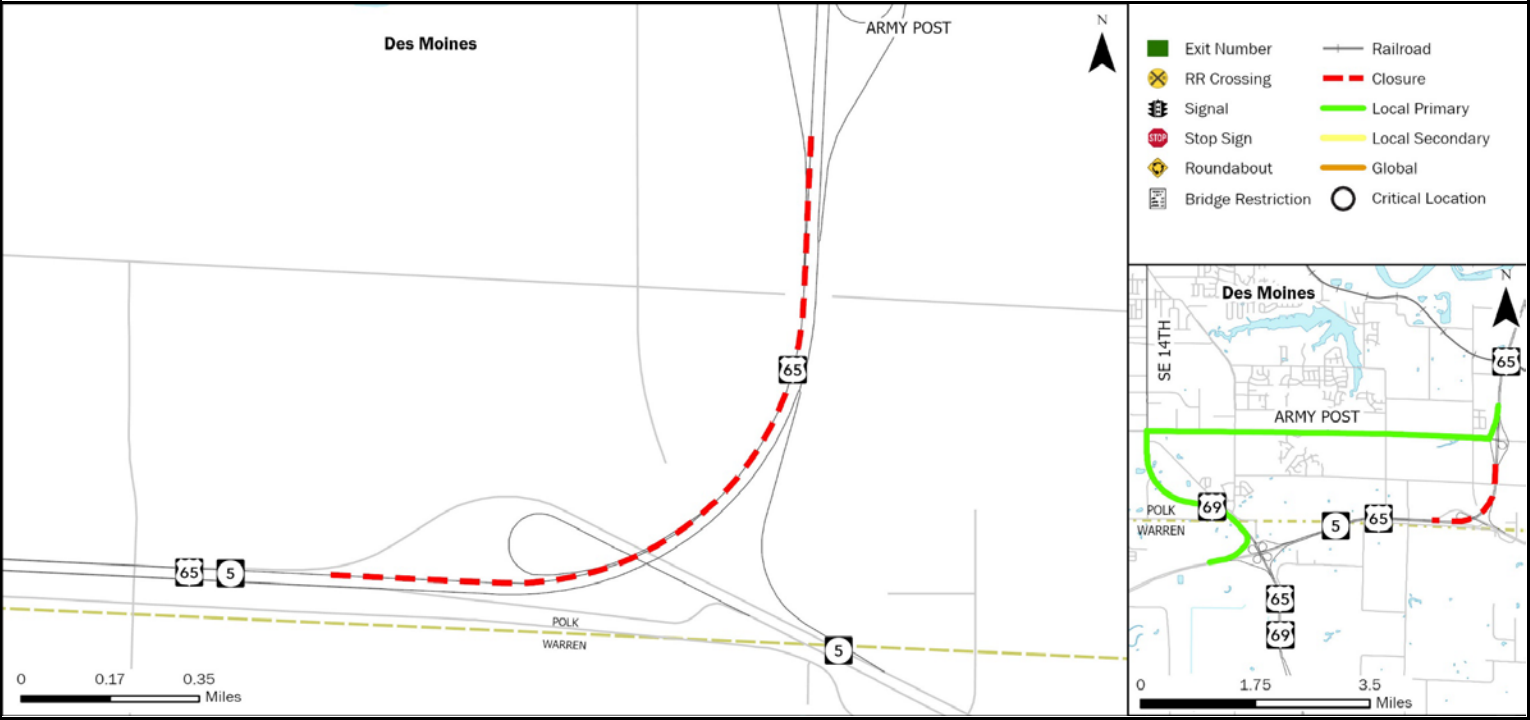 Des Moines
ARMY POST
N
65
65
5
POLK
WARREN
5
0
0.17
0.35
Miles
Exit Number
Railroad
RR Crossing
Closure
Signal
Local Primary
STOP
Stop Sign
Local Secondary
Roundabout
Global
Bridge Restriction
Critical Location
N
Des Moines
SE 14TH
65
ARMY POST
69
POLK
WARREN
5
65
65
69
0
1.75
3.5
Miles